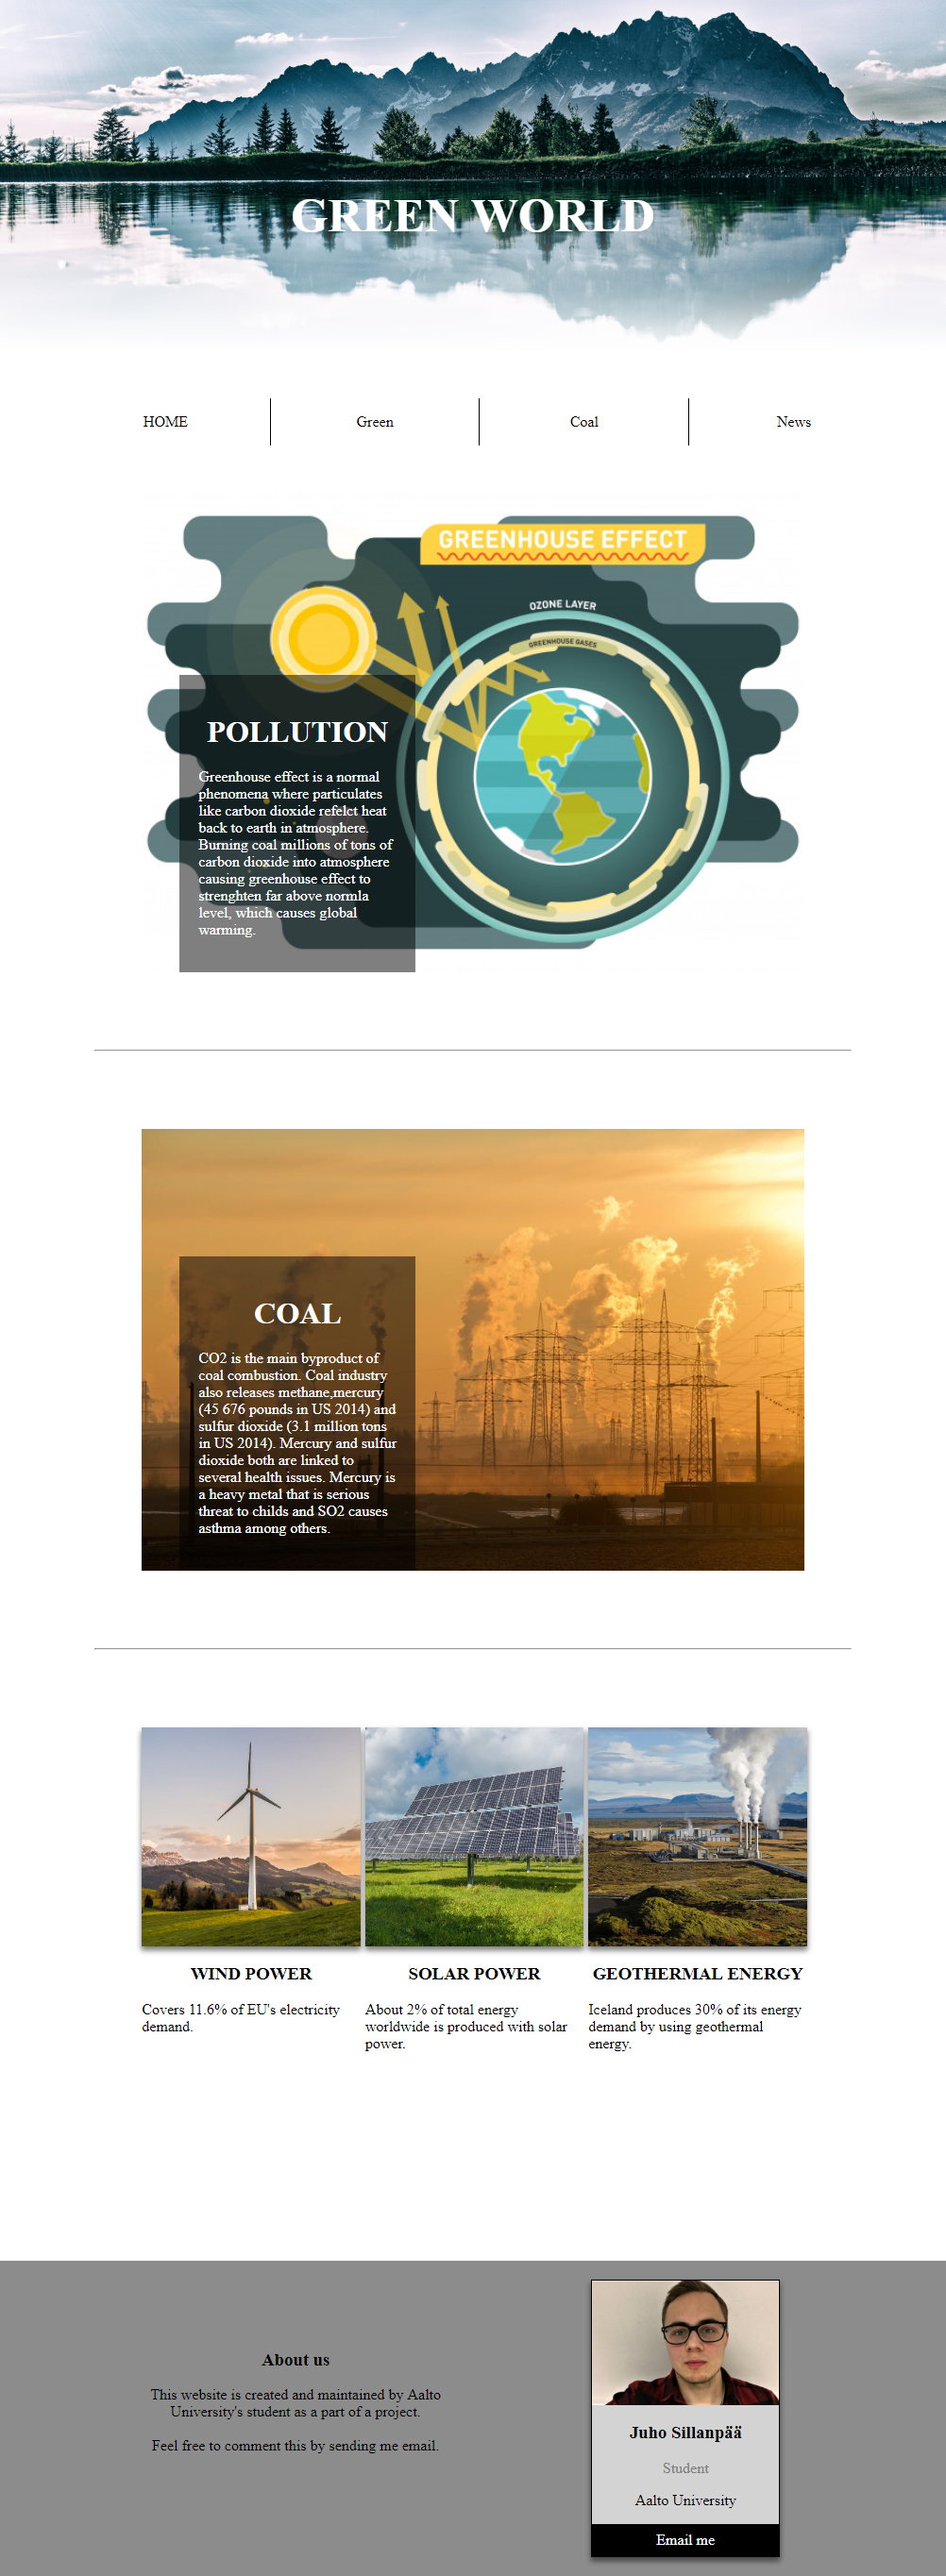 GREEN WORLD
HOME
Green
Coal
News
GREENHOUSE EFFECT
OZONE LAYER
GREENHOUSE GASES
POLLUTION
Greenhouse effect is a normal
phenomena where particulates
like carbon dioxide refelct heat
back to earth in atmosphere.
Burning coal millions of tons of
carbon dioxide into atmosphere
causing greenhouse effect to
strenghten far above normla
level, which causes global
warming.
COAL
CO2 is the main byproduct of
coal combustion. Coal industry
also releases methane,mercury
(45 676 pounds in US 2014) and
sulfur dioxide (3.1 million tons
in US 2014). Mercury and sulfur
dioxide both are linked to
several health issues. Mercury is
a heavy metal that is serious
threat to childs and SO2 causes
asthma among others.
WIND POWER
Covers 11.6% of EU's electricity
demand.
SOLAR POWER
About 2% of total energy
worldwide is produced with solar
power.
GEOTHERMAL ENERGY
Iceland produces 30% of its energy
demand by using geothermal
energy.
About us
This website is created and maintained by Aalto
University's student as a part of a project.
Feel free to comment this by sending me email.
Juho Sillanpää
Student
Aalto University
Email me